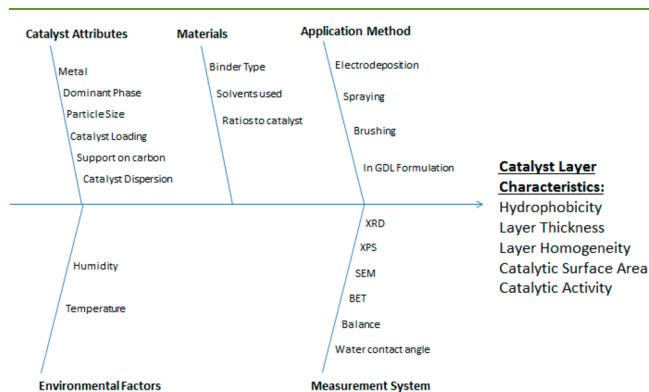 Catalyst Attributes
Metal
Dominant Phase
Particle Size
Catalyst Loading
Support on carbon
Catalyst Dispersion
Materials
Binder Type
Solvents used
Ratios to catalyst
Application Method
Electrodeposition
Spraying
Brushing
In GDL Formulation
Catalyst Layer
Characteristics:
Hydrophobicity
Layer Thickness
Layer Homogeneity
Catalytic Surface Area
Catalytic Activity
Humidity
Temperature
Environmental Factors
XRD
XPS
SEM
BET
Balance
Water contact angle
Measurement System